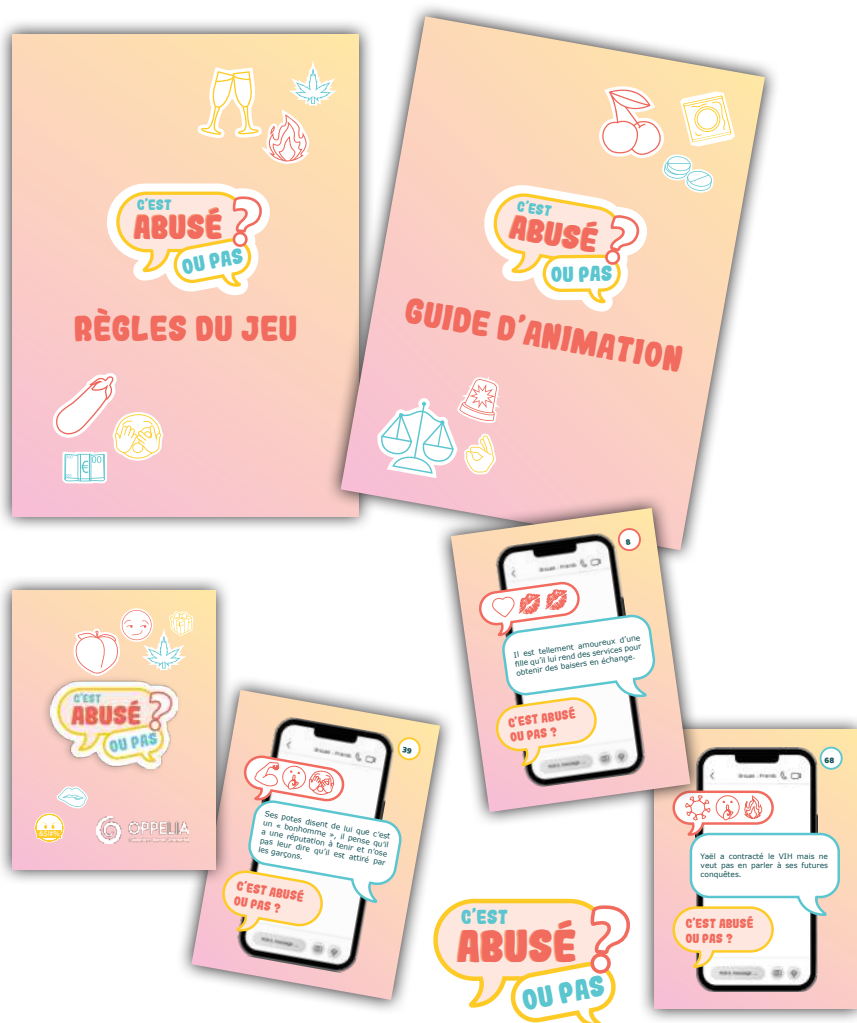 C'EST
ABUSÉ ?
OU PAS
RÈGLES DU JEU
C'EST
ABUSÉ ?
OU PAS
GUIDE D'ANIMATION
8
Il est tellement amoureux d'une
fille qu'il lui rend des services pour
obtenir des baisers en échange.
C'EST ABUSÉ
OU PAS ?
C'EST
ABUSÉ ?
OU PAS
OPPELIA
39
Ses potes disent de lui que c'est
un « bonhomme », il pense qu'il
a une réputation à tenir et n'ose
pas leur dire qu'il est attiré par
les garçons.
C'EST ABUSÉ
OU PAS ?
68
Yaël a contracté le VIH mais ne
veut pas en parler à ses futures
conquêtes.
C'EST ABUSÉ
OU PAS ?
C'EST
ABUSÉ ?
OU PAS